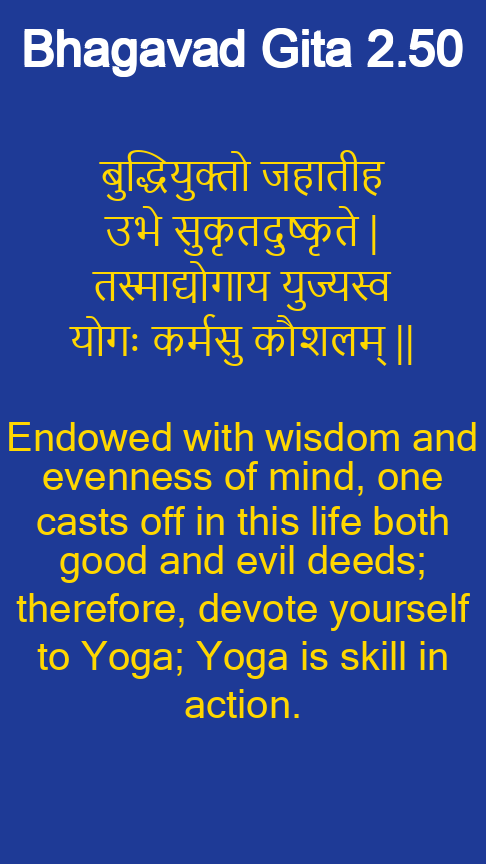 Bhagavad Gita 2.50
बुद्धियुक्तो जहातीह
उभे सुकृतदुष्कृते |
तस्माद्योगाय युज्यस्व
योगः कर्मसु कौशलम् ||
Endowed with wisdom and
evenness of mind, one
casts off in this life both
good and evil deeds;
therefore, devote yourself
to Yoga; Yoga is skill in
action.